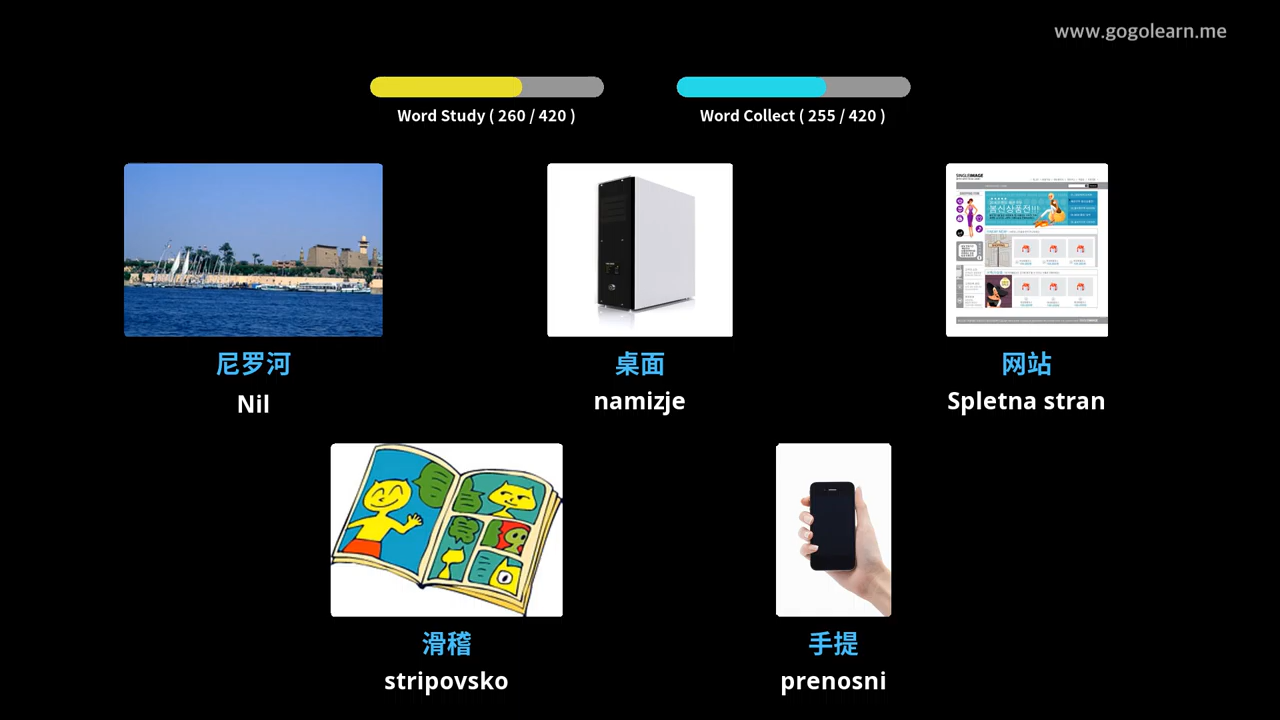 www.gogolearn.me
Word Study ( 260 / 420 )
Word Collect ( 255 / 420 )
尼罗河
桌面
网站
Nil
namizje
Spletna stran
滑稽
手提
stripovsko
prenosni